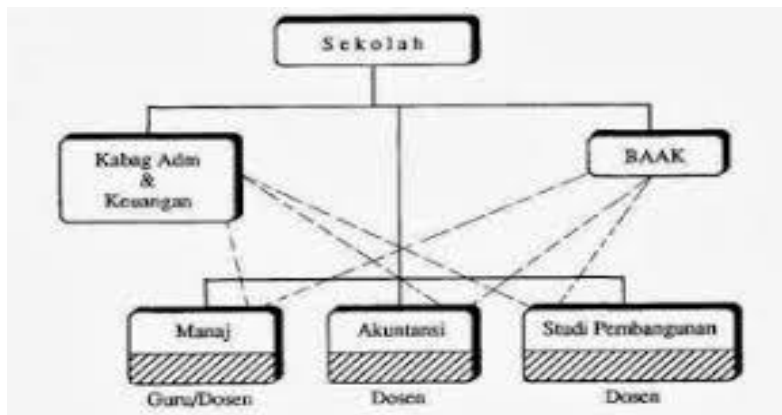 Sekolah
Kabag Adm
&
Keuangan
BAAK
Manaj
Akuntansi
Studi Pembangunan
Guru/Dosen
Dosen
Dosen